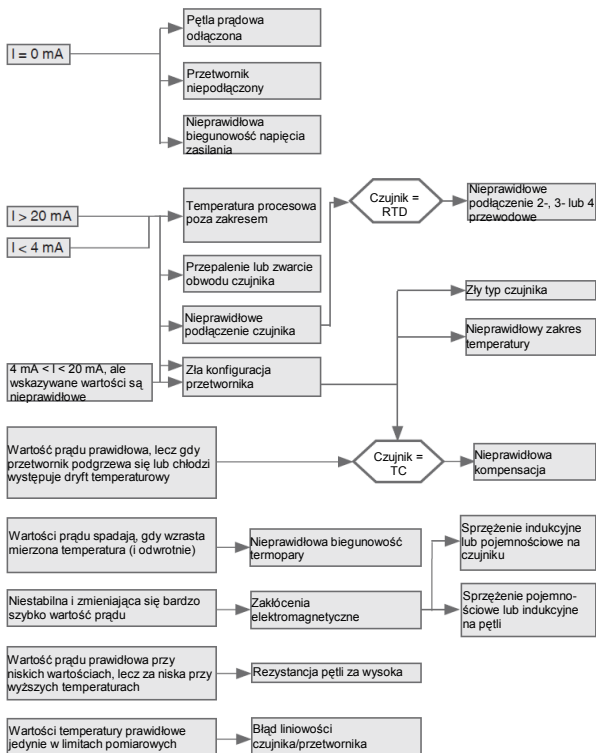 I = 0 mA
Pętla prądowa
odłączona
Przetwornik
niepodłączony
Nieprawidłowa
biegunowość napięcia
zasilania
I > 20 mA
I < 4 mA
Temperatura procesowa
poza zakresem
Czujnik =
RTD
Nieprawidłowe
podłączenie 2-, 3- lub 4
przewodowe
Przepalenie lub zwarcie
obwodu czujnika
Nieprawidłowe
podłączenie czujnika
Zły typ czujnika
Nieprawidłowy zakres
temperatury
4 mA < I < 20 mA, ale
wskazywane wartości są
nieprawidłowe
Zła konfiguracja
przetwornika
Wartość prądu prawidłowa, lecz gdy
przetwornik podgrzewa się lub chłodzi
występuje dryft temperaturowy
Czujnik =
TC
Nieprawidłowa
kompensacja
Wartości prądu spadają, gdy wzrasta
mierzona temperatura (i odwrotnie)
Nieprawidłowa biegunowość
termopary
Sprzężenie indukcyjne
lub pojemnościowe na
czujniku
Niestabilna i zmieniająca się bardzo
szybko wartość prądu
Zakłócenia
elektromagnetyczne
Sprzężenie pojemno-
ściowe lub indukcyjne
na pętli
Wartość prądu prawidłowa przy
niskich wartościach, lecz za niska przy
wyższych temperaturach
Rezystancja pętli za wysoka
Wartości temperatury prawidłowe
jedynie w limitach pomiarowych
Błąd liniowości
czujnika/przetwornika